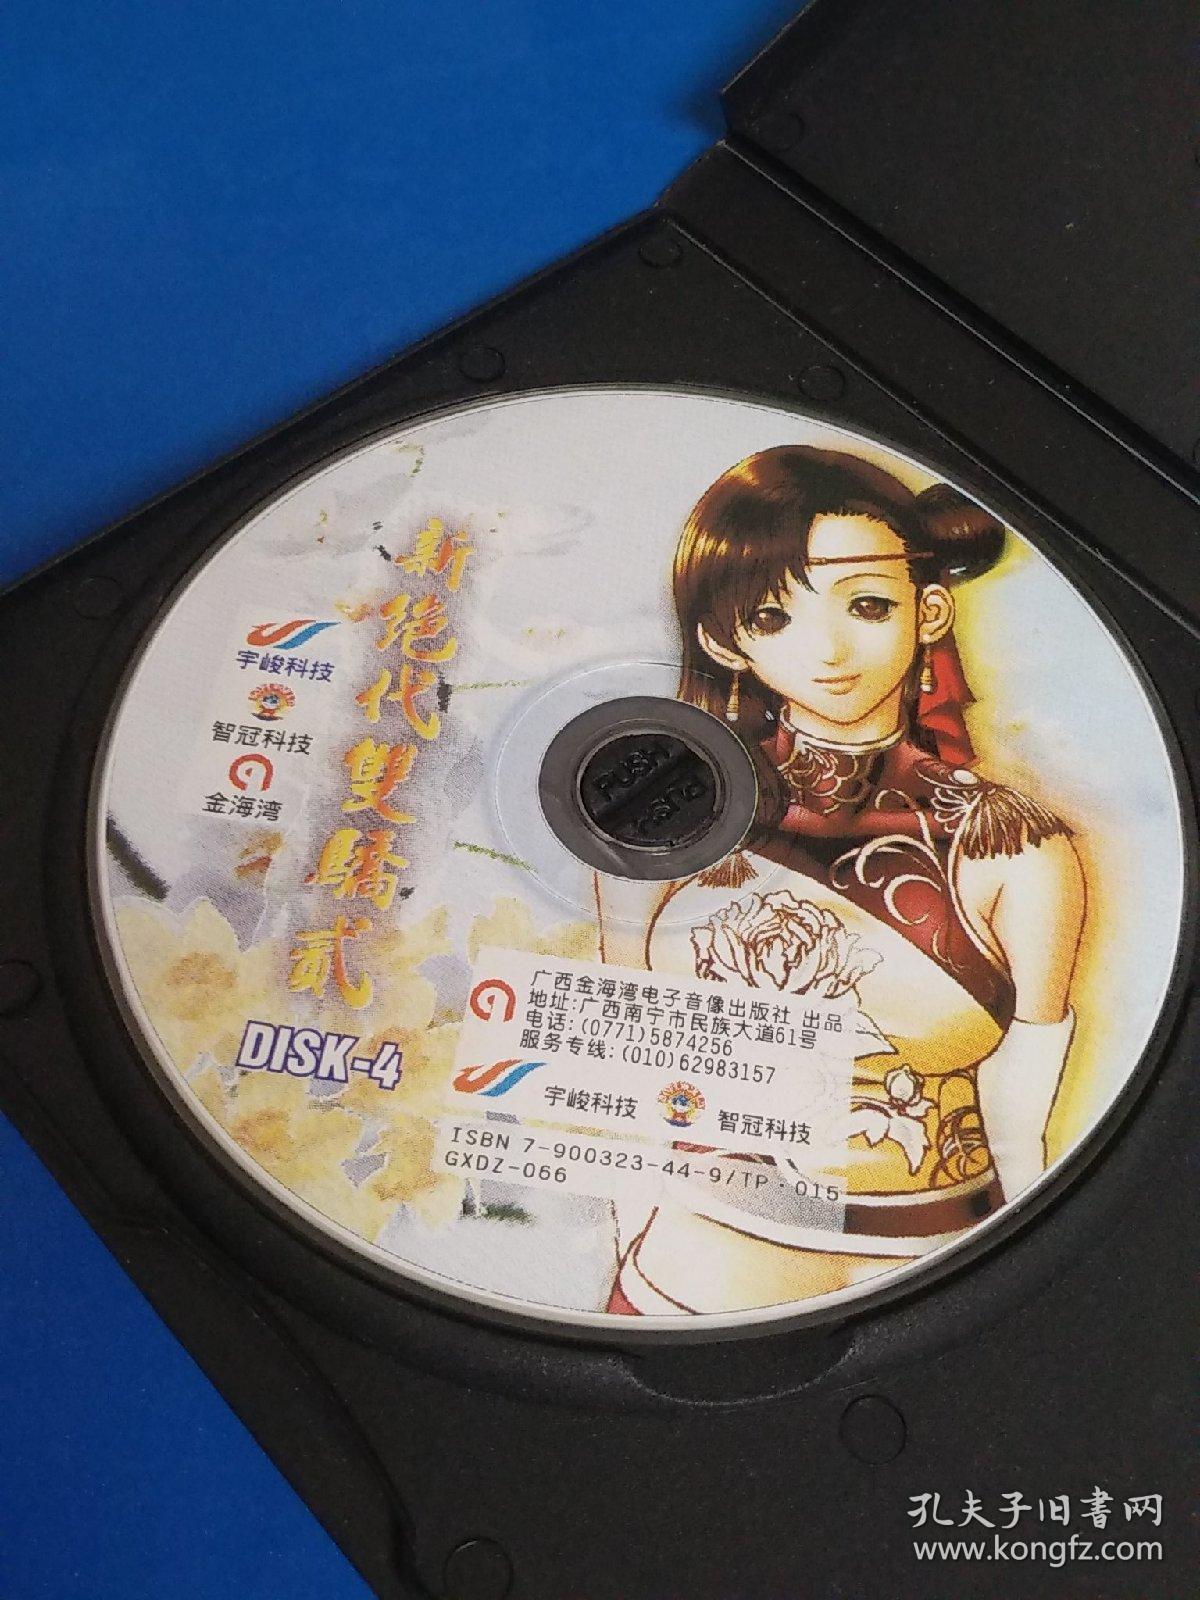 新絶代雙驕貳
DISK-4
宇峻科技
智冠科技
金海湾
PUSH
PUSH
广西金海湾电子音像出版社 出品
地址:广西南宁市民族大道61号
电话:(0771)5874256
服务专线:(010)62983157
宇峻科技 智冠科技
ISBN 7-900323-44-9/TP·015
GXDZ-066
孔夫子旧書网
www.kongfz.com